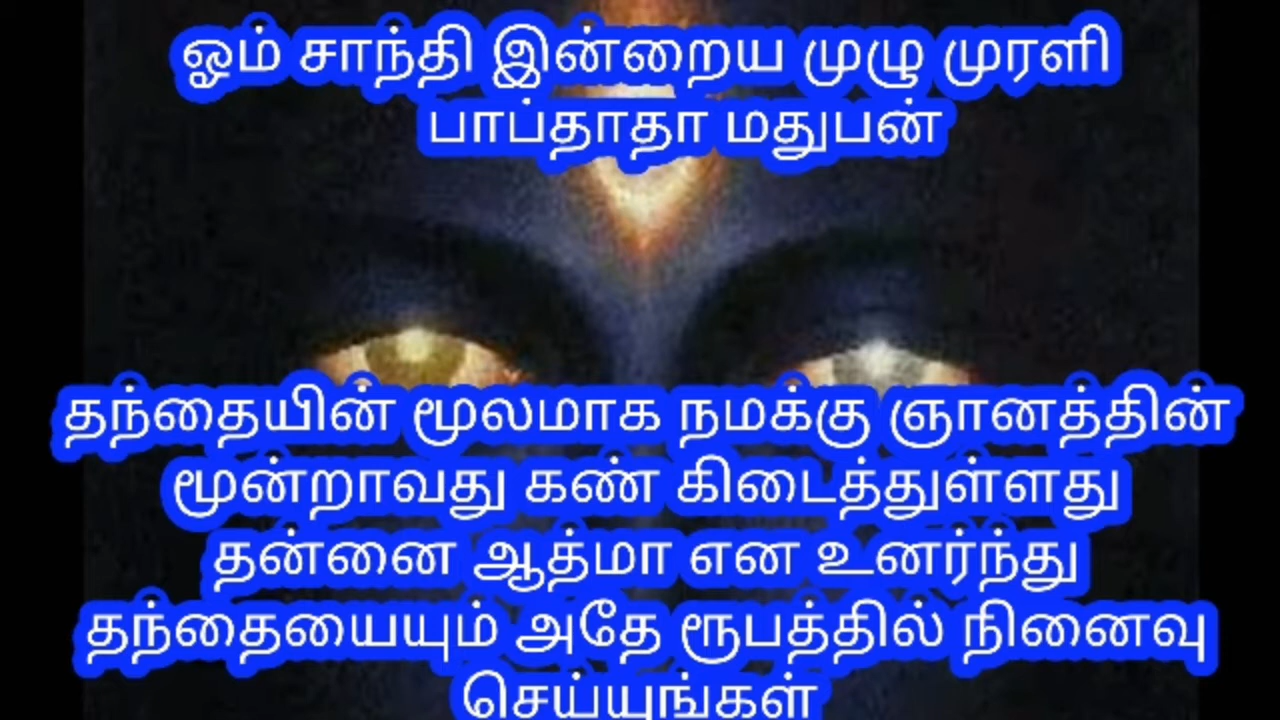 ஓம் சாந்தி இன்றைய முழு முரளி
பாப்தாதா மதுபன்
தந்தையின் மூலமாக நமக்கு ஞானத்தின்
மூன்றாவது கண் கிடைத்துள்ளது
தன்னை ஆத்மா என உனர்ந்து
தந்தையையும் அதே ரூபத்தில் நினைவு
செய்யுங்கள்